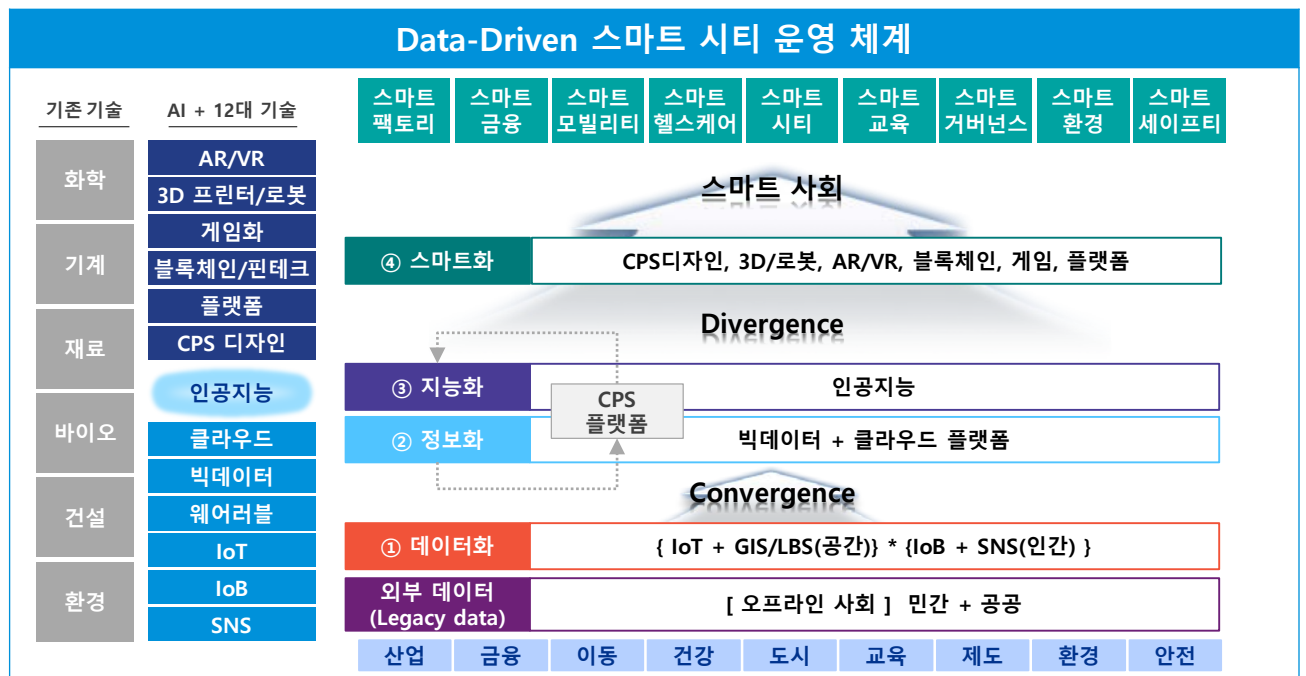 Data-Driven 스마트 시티 운영 체계
기존 기술
화학
기계
재료
바이오
건설
환경
AI + 12대 기술
AR/VR
3D 프린터/로봇
게임화
블록체인/핀테크
플랫폼
CPS 디자인
인공지능
클라우드
빅데이터
웨어러블
IoT
IoB
SNS
스마트
팩토리
스마트
금융
스마트
모빌리티
스마트
헬스케어
스마트
시티
스마트
교육
스마트
거버넌스
스마트
환경
스마트
세이프티
스마트 사회
④ 스마트화
CPS디자인, 3D/로봇, AR/VR, 블록체인, 게임, 플랫폼
Divergence
③ 지능화
인공지능
CPS
플랫폼
② 정보화
빅데이터 + 클라우드 플랫폼
Convergence
① 데이터화
{ IoT + GIS/LBS(공간)} * {IoB + SNS(인간) }
외부 데이터
(Legacy data)
[ 오프라인 사회 ] 민간 + 공공
산업
금융
이동
건강
도시
교육
제도
환경
안전